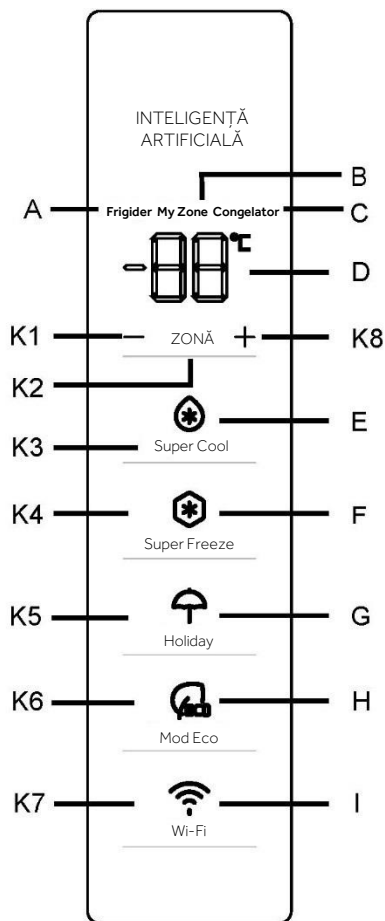 INTELIGENȚĂ
ARTIFICIALĂ
B
A Frigider My Zone Congelator C
-88°C D
K1 - ZONĂ + K8
K2
E
K3 Super Cool
K4 F
Super Freeze
K5 G
Holiday
K6 eco H
Mod Eco
K7 I
Wi-Fi